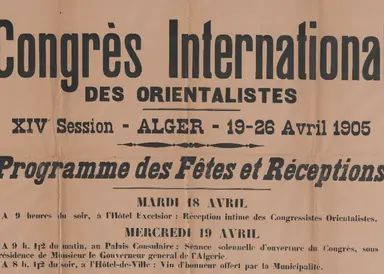 Congrès International
DES ORIENTALISTES
XIVᵉ Session - ALGER - 19-26 Avril 1905
Programme des Fêtes et Réceptions
MARDI 18 AVRIL
A 9 heures du soir, à l'Hôtel Excelsior : Réception intime des Congressistes Orientalistes.
MERCREDI 19 AVRIL
A 9 h. 1|2 du matin, au Palais Consulaire : Séance solennelle d'ouverture du Congrès, sous
présidence de Monsieur le Gouverneur général de l'Algérie.
A 8 h. 1|2 du soir, à l'Hôtel-de-Ville : Vin d'honneur offert par la Municipalité.